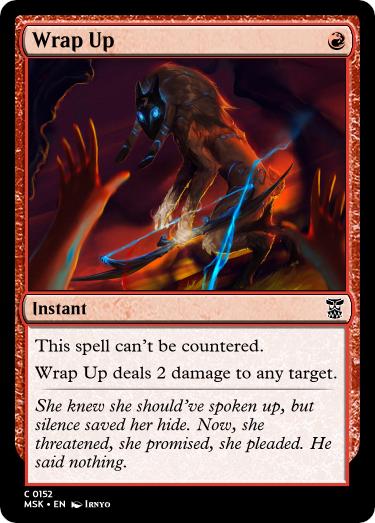 Wrap Up
Instant
This spell can't be countered.
Wrap Up deals 2 damage to any target.
She knew she should've spoken up, but
silence saved her hide. Now, she
threatened, she promised, she pleaded. He
said nothing.
C 0152
MSK • EN Irnyo